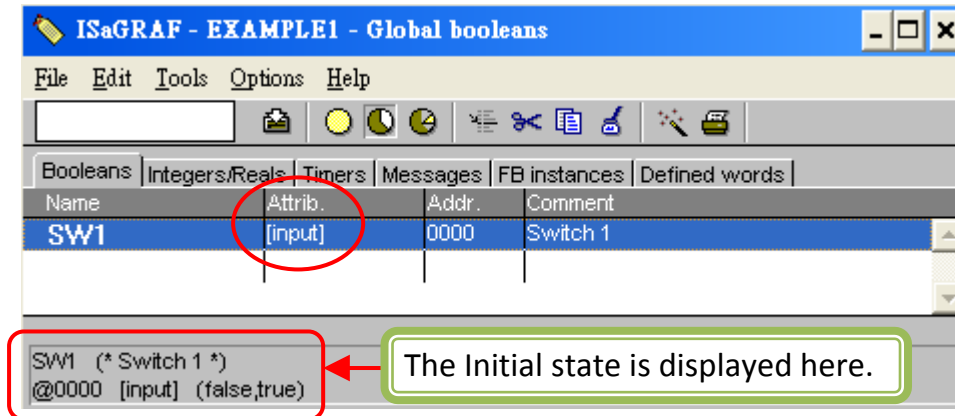 ISaGRAF - EXAMPLE1 - Global booleans
File Edit Tools Options Help
Booleans Integers/Reals Timers Messages FB instances Defined words
Name Attrib. Addr. Comment
SW1 [input] 0000 Switch 1
SW1 (* Switch 1 *)
@0000 [input] (false,true)
The Initial state is displayed here.